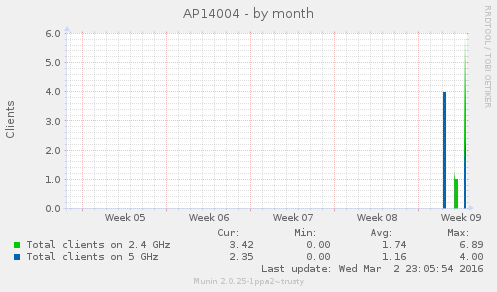 AP14004 - by month
RRDTOOL / TOBI OETIKER
Clients
6.0
5.0
4.0
3.0
2.0
1.0
0.0
Week 05 Week 06 Week 07 Week 08 Week 09
Cur: Min: Avg: Max:
Total clients on 2.4 GHz 3.42 0.00 1.74 6.89
Total clients on 5 GHz 2.35 0.00 1.16 4.00
Last update: Wed Mar 2 23:05:54 2016
Munin 2.0.25-1ppa2~trusty